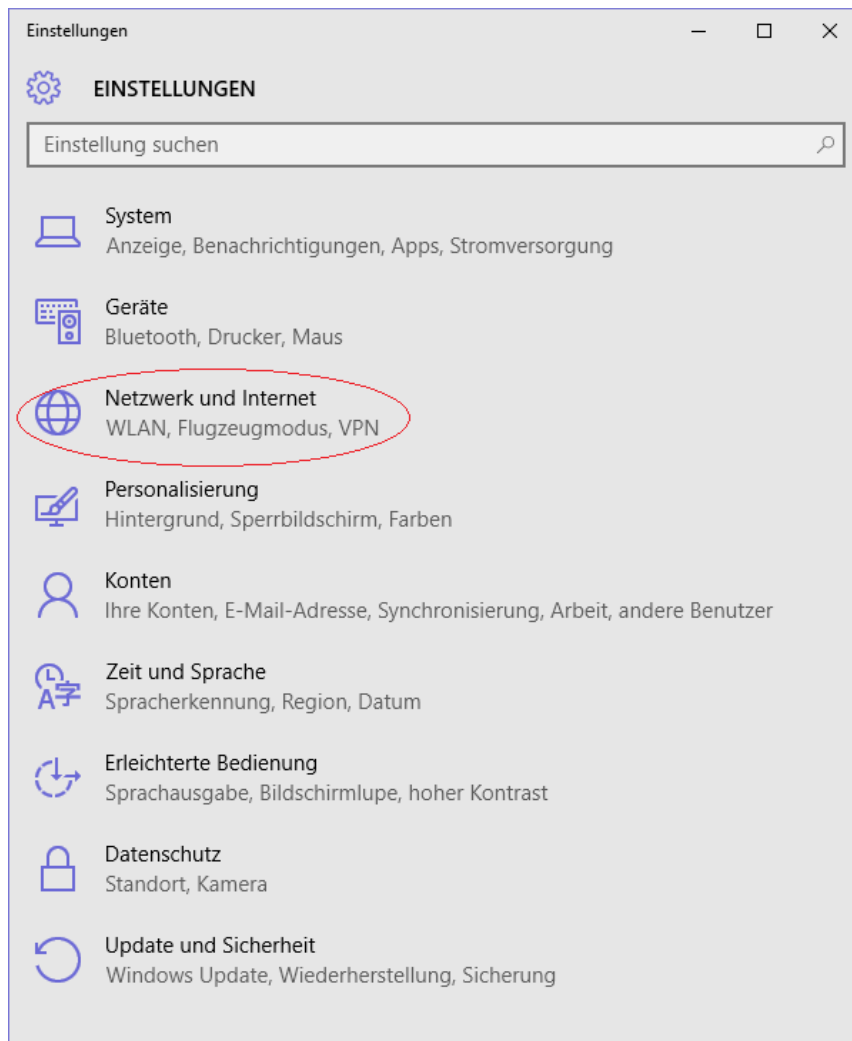 Einstellungen
EINSTELLUNGEN
Einstellung suchen
System
Anzeige, Benachrichtigungen, Apps, Stromversorgung
Geräte
Bluetooth, Drucker, Maus
Netzwerk und Internet
WLAN, Flugzeugmodus, VPN
Personalisierung
Hintergrund, Sperrbildschirm, Farben
Konten
Ihre Konten, E-Mail-Adresse, Synchronisierung, Arbeit, andere Benutzer
Zeit und Sprache
Spracherkennung, Region, Datum
Erleichterte Bedienung
Sprachausgabe, Bildschirmlupe, hoher Kontrast
Datenschutz
Standort, Kamera
Update und Sicherheit
Windows Update, Wiederherstellung, Sicherung